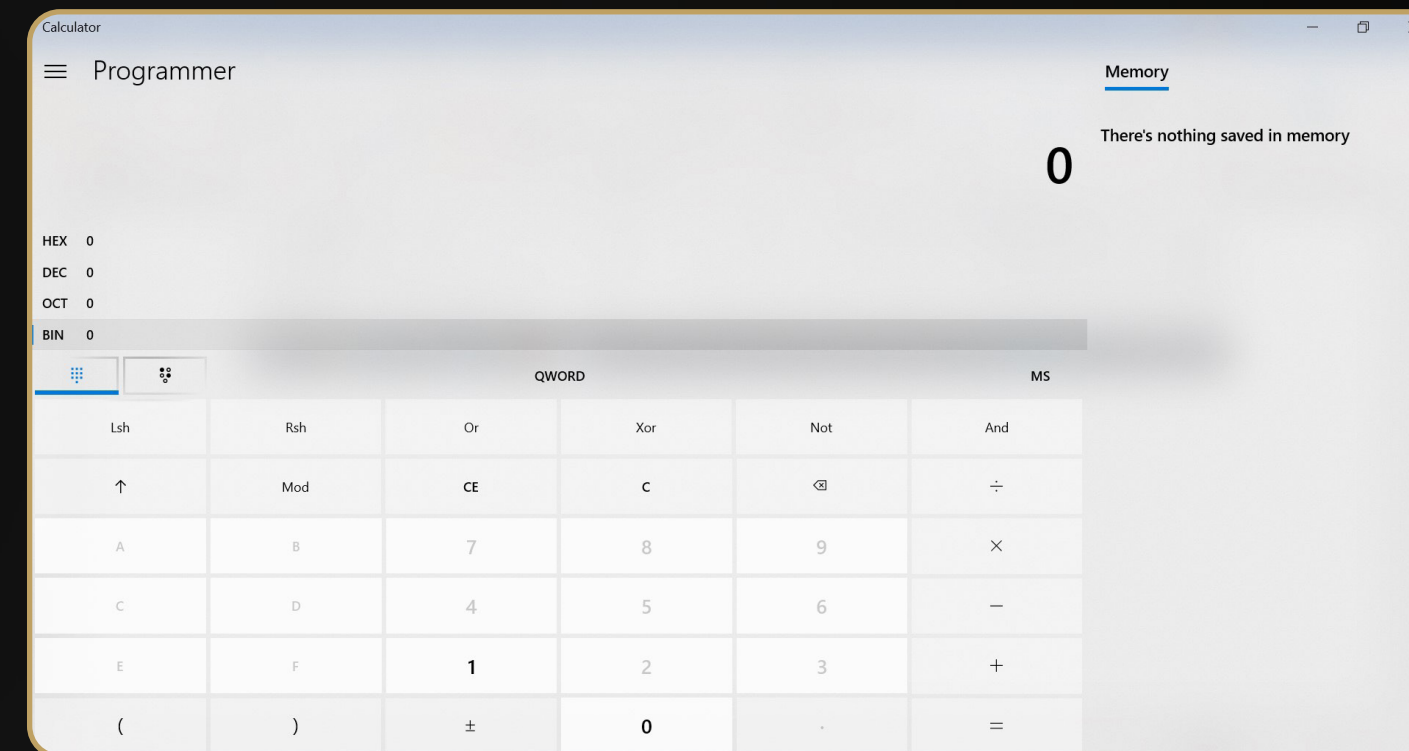 Calculator
Programmer
Memory
There's nothing saved in memory
0
HEX 0
DEC 0
OCT 0
BIN 0
QWORD MS
Lsh Rsh Or Xor Not And
↑ Mod CE C ⌫ ÷
A B 7 8 9 ×
C D 4 5 6 −
E F 1 2 3 +
( ) ± 0 . =